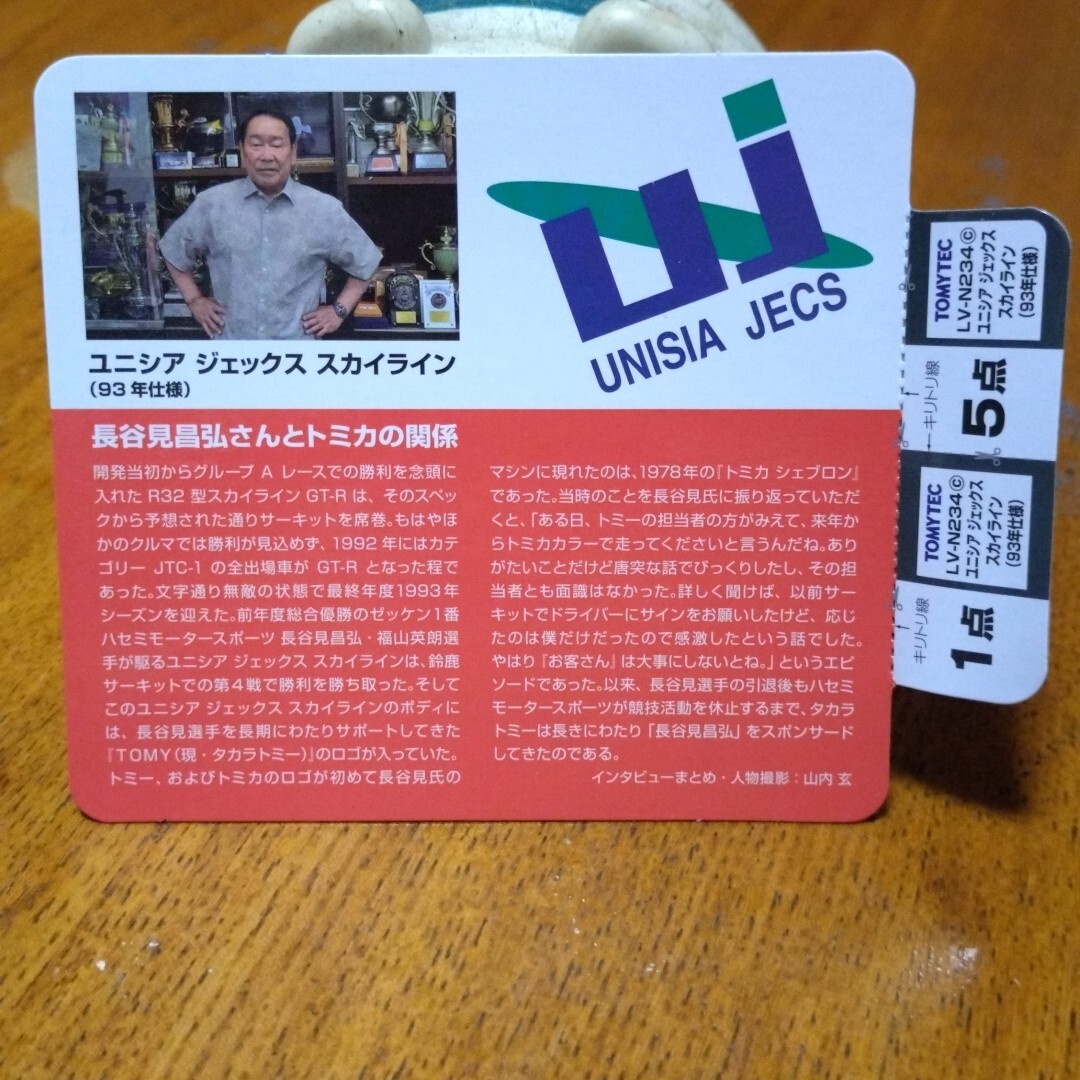 UNISIA JECS
ユニシア ジェックス スカイライン
(93年仕様)
長谷見昌弘さんとトミカの関係
開発当初からグループ A レースでの勝利を念頭に
入れた R32 型スカイライン GT-R は、そのスペッ
クから予想された通りサーキットを席巻。もはやほ
かのクルマでは勝利が見込めず、1992 年にはカテ
ゴリー JTC-1 の全出場車が GT-R となった程で
あった。文字通り無敵の状態で最終年度1993年
シーズンを迎えた。前年度総合優勝のゼッケン1番
ハセミモータースポーツ 長谷見昌弘・福山英朗選
手が駆るユニシア ジェックス スカイラインは、鈴鹿
サーキットでの第4戦で勝利を勝ち取った。そして
このユニシア ジェックス スカイラインのボディに
は、長谷見選手を長期にわたりサポートしてきた
『TOMY(現・タカラトミー)』のロゴが入っていた。
トミー、およびトミカのロゴが初めて長谷見氏の
マシンに現れたのは、1978年の『トミカ シェブロン』
であった。当時のことを長谷見氏に振り返っていただ
くと、「ある日、トミーの担当者の方がみえて、来年か
らトミカカラーで走ってくださいと言うんだね。あり
がたいことだけど唐突な話でびっくりしたし、その担
当者とも面識はなかった。詳しく聞けば、以前サー
キットでドライバーにサインをお願いしたけど、応じ
たのは僕だけだったので感激したという話でした。
やはり『お客さん』は大事にしないとね。」というエピ
ソードであった。以来、長谷見選手の引退後もハセミ
モータースポーツが競技活動を休止するまで、タカラ
トミーは長きにわたり「長谷見昌弘」をスポンサード
してきたのである。
インタビューまとめ・人物撮影：山内 玄
TOMYTEC
LV-N234ⓒ
ユニシア ジェックス
スカイライン
(93年仕様)
5点
←キリトリ線→
TOMYTEC
LV-N234ⓒ
ユニシア ジェックス
スカイライン
(93年仕様)
1点
キリトリ線→